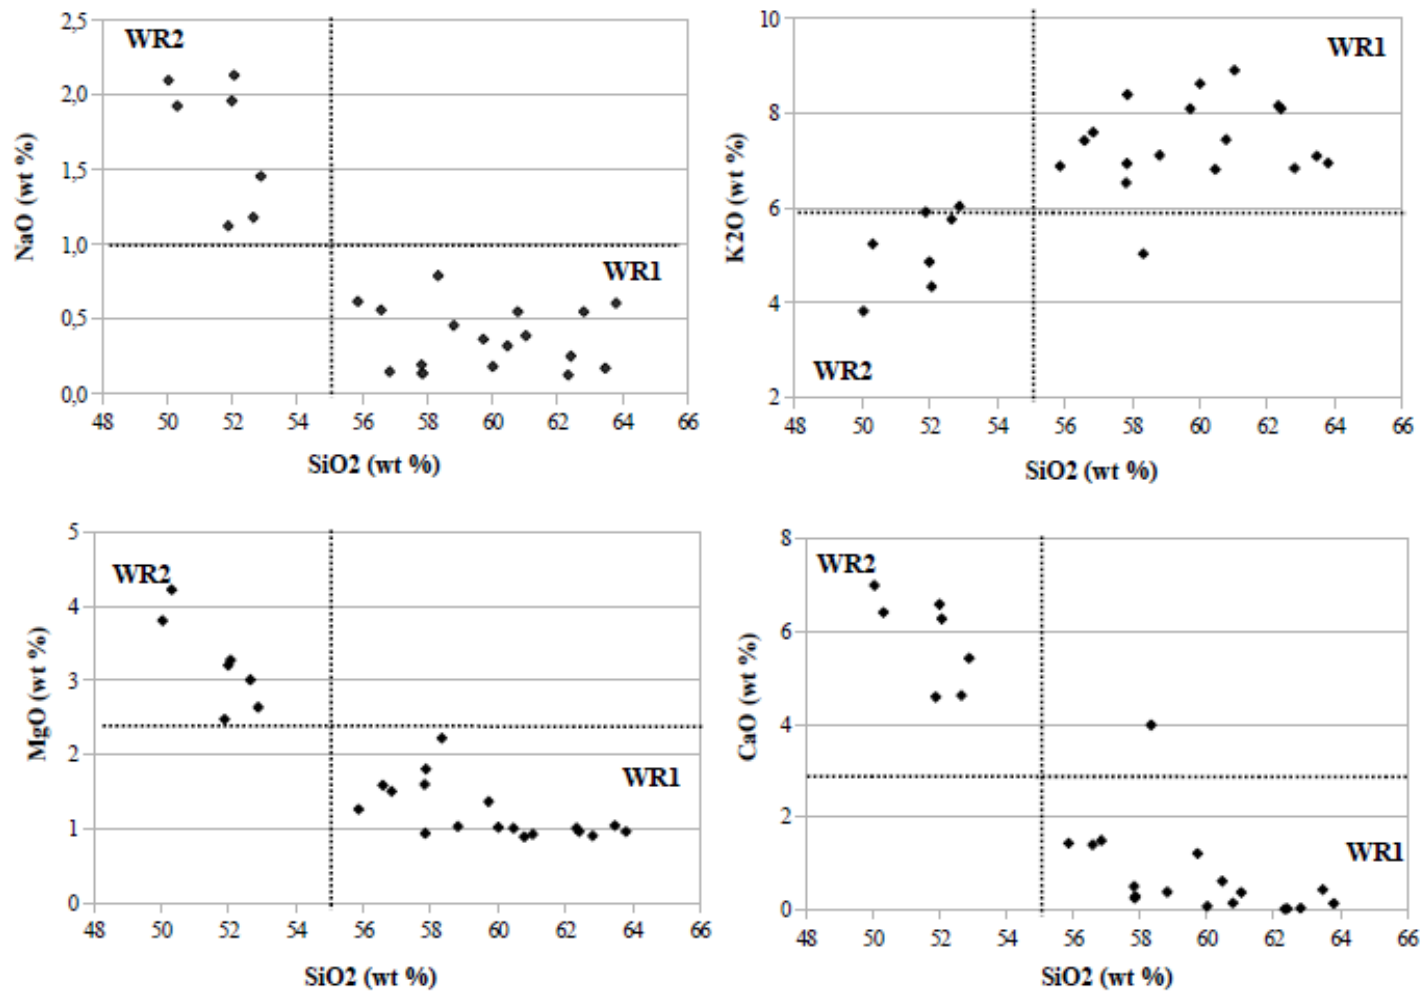 2,5
WR2
2,0
1,5
1,0
WR1
0,5
0,0
48 50 52 54 56 58 60 62 64 66
NaO (wt %)
SiO2 (wt %)
10
WR1
8
6
4
WR2
2
48 50 52 54 56 58 60 62 64 66
K2O (wt %)
SiO2 (wt %)
5
WR2
4
3
2
WR1
1
0
48 50 52 54 56 58 60 62 64 66
MgO (wt %)
SiO2 (wt %)
8
WR2
6
4
2
WR1
0
48 50 52 54 56 58 60 62 64 66
CaO (wt %)
SiO2 (wt %)